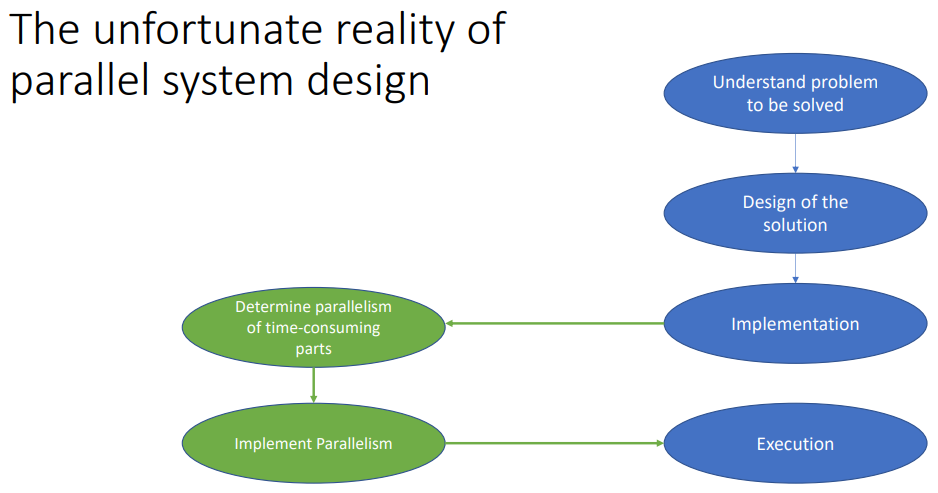 The unfortunate reality of
parallel system design
Understand problem
to be solved
Design of the
solution
Implementation
Determine parallelism
of time-consuming
parts
Implement Parallelism
Execution